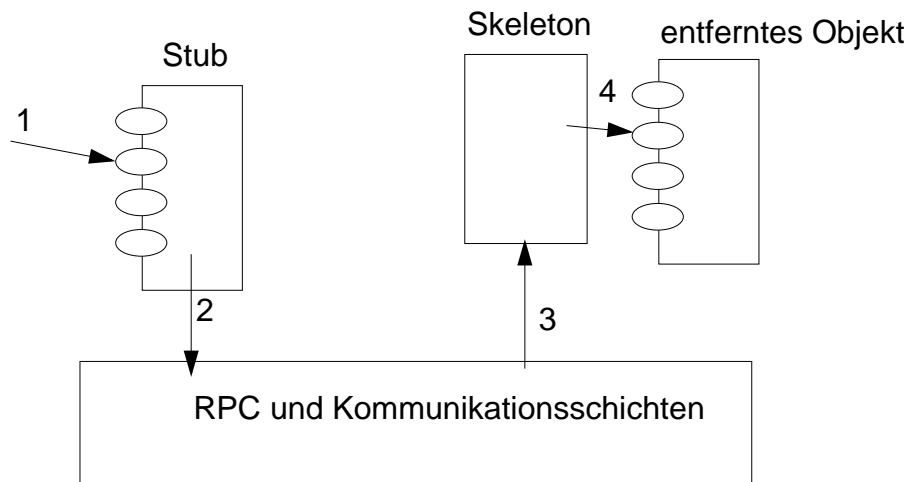 Skeleton
entferntes Objekt
Stub
4
1
2
3
RPC und Kommunikationsschichten